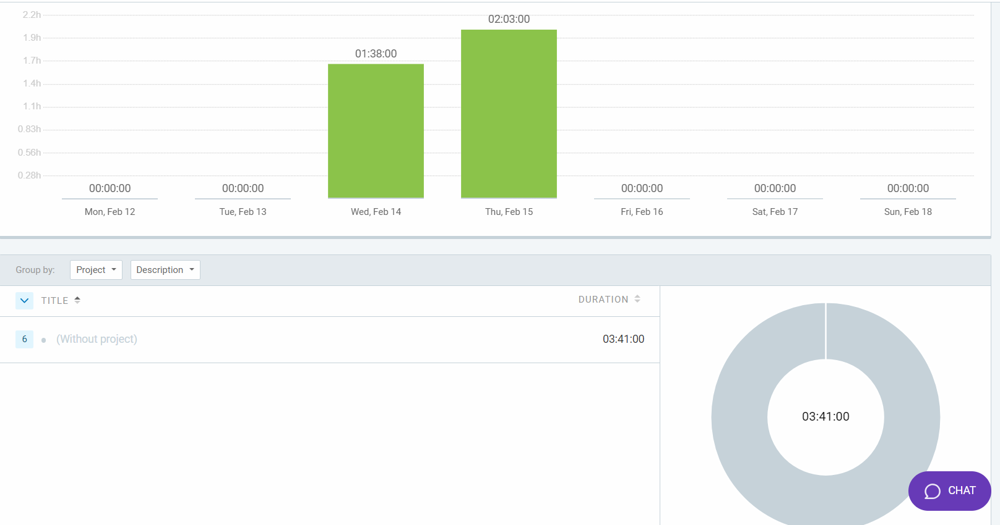 2.2h
02:03:00
1.9h
01:38:00
1.7h
1.4h
1.1h
0.83h
0.56h
0.28h
00:00:00 00:00:00 00:00:00 00:00:00 00:00:00
Mon, Feb 12 Tue, Feb 13 Wed, Feb 14 Thu, Feb 15 Fri, Feb 16 Sat, Feb 17 Sun, Feb 18
Group by: Project Description
TITLE DURATION
6 (Without project) 03:41:00
03:41:00
CHAT